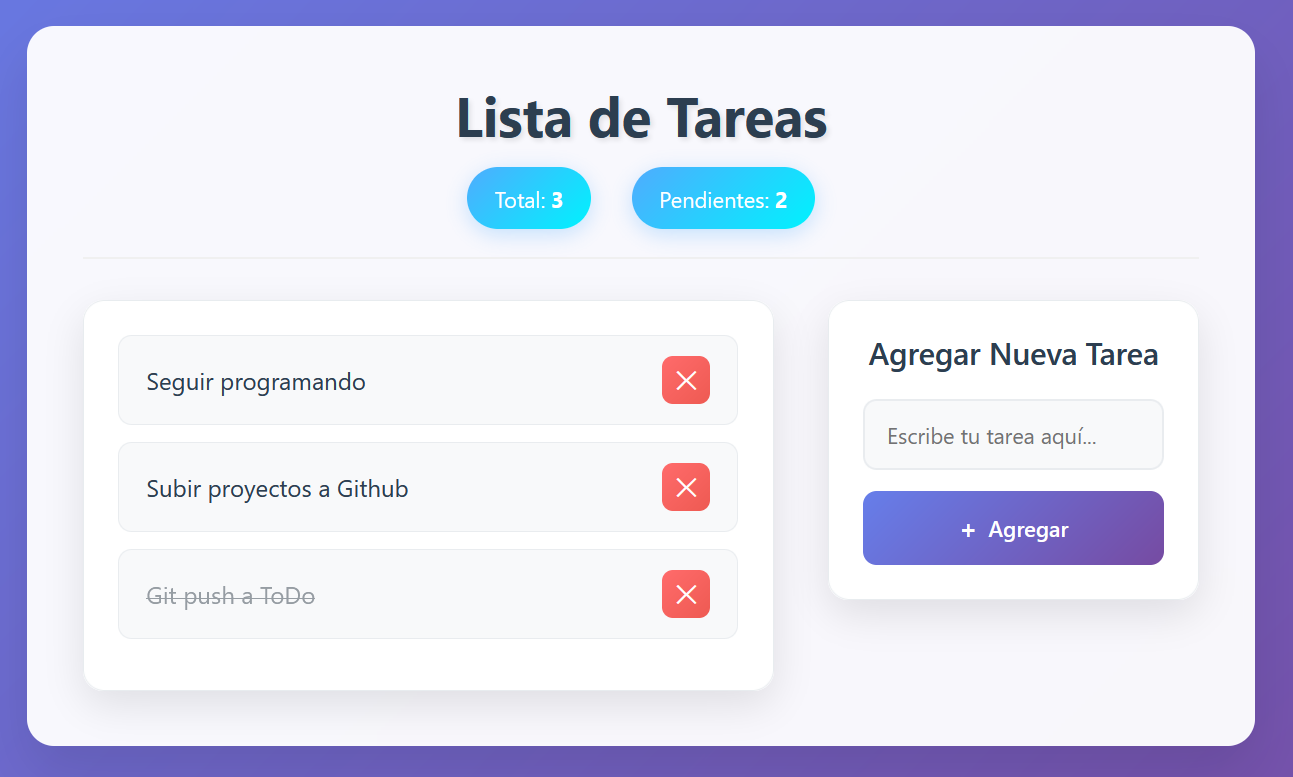 Lista de Tareas
Total: 3
Pendientes: 2
Seguir programando
Subir proyectos a Github
Git push a ToDo
Agregar Nueva Tarea
Escribe tu tarea aquí...
+ Agregar